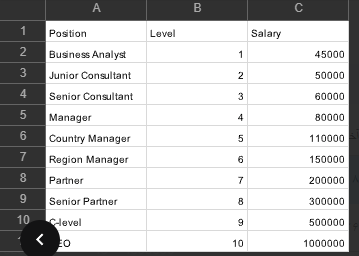 A B C
1 Position Level Salary
2 Business Analyst 1 45000
3 Junior Consultant 2 50000
4 Senior Consultant 3 60000
5 Manager 4 80000
6 Country Manager 5 110000
7 Region Manager 6 150000
8 Partner 7 200000
9 Senior Partner 8 300000
10 C-level 9 500000
EO 10 1000000